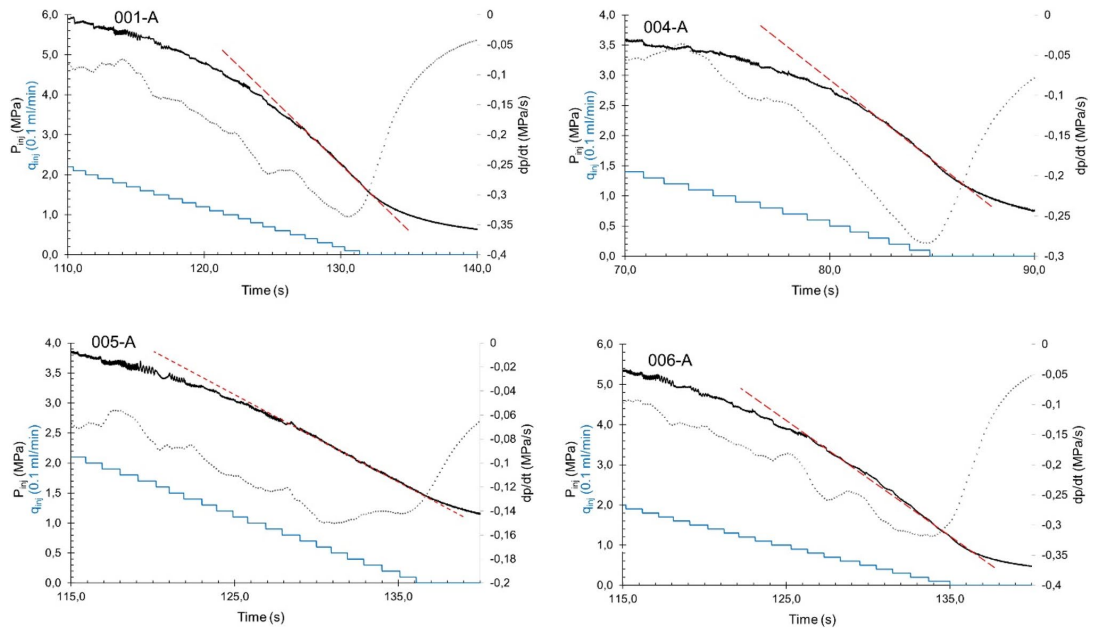 001-A
6,0
5,0
4,0
3,0
2,0
1,0
0,0
P inj (MPa)
q inj (0.1 ml/min)
0
-0,05
-0,1
-0,15
-0,2
-0,25
-0,3
-0,35
-0,4
dp/dt (MPa/s)
110,0 120,0 130,0 140,0
Time (s)
004-A
4,0
3,5
3,0
2,5
2,0
1,5
1,0
0,5
0,0
P inj (MPa)
q inj (0.1 ml/min)
0
-0,05
-0,1
-0,15
-0,2
-0,25
-0,3
dp/dt (MPa/s)
70,0 80,0 90,0
Time (s)
005-A
4,0
3,5
3,0
2,5
2,0
1,5
1,0
0,5
0,0
P inj (MPa)
q inj (0.1 ml/min)
0
-0,02
-0,04
-0,06
-0,08
-0,1
-0,12
-0,14
-0,16
-0,18
-0,2
dp/dt (MPa/s)
115,0 125,0 135,0
Time (s)
006-A
6,0
5,0
4,0
3,0
2,0
1,0
0,0
P inj (MPa)
q inj (0.1 ml/min)
0
-0,05
-0,1
-0,15
-0,2
-0,25
-0,3
-0,35
-0,4
dp/dt (MPa/s)
115,0 125,0 135,0
Time (s)